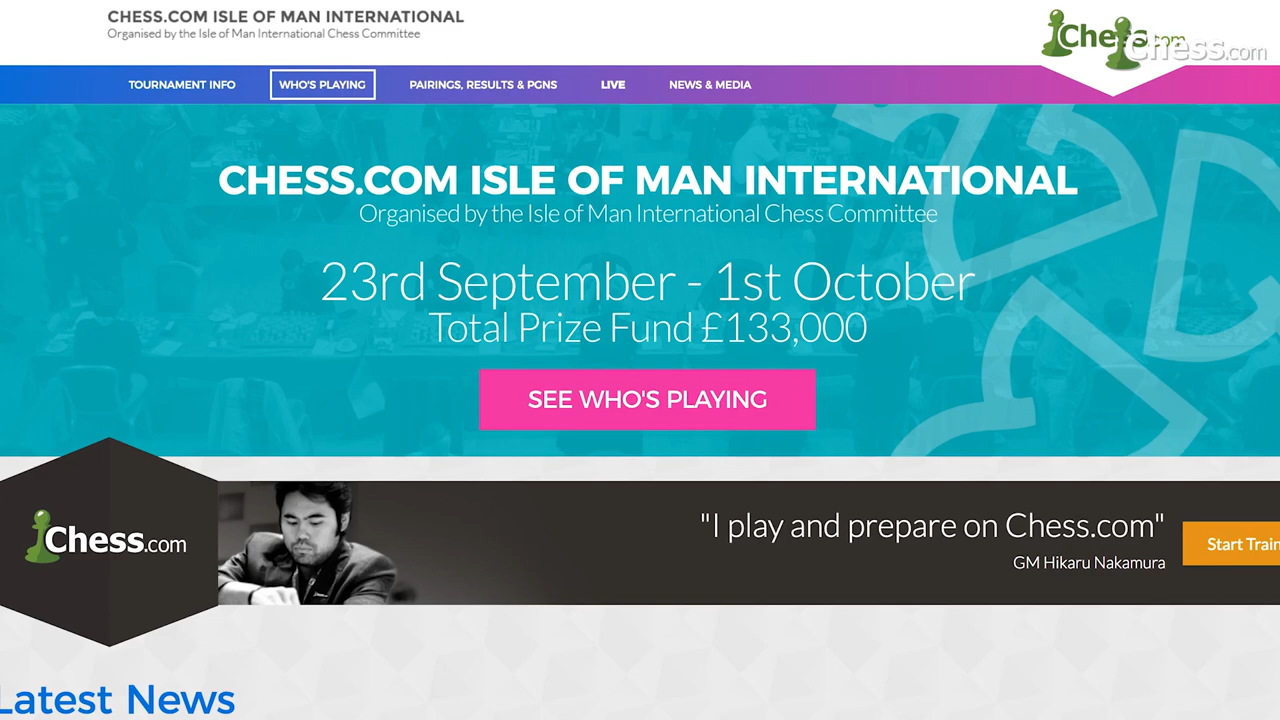 CHESS.COM ISLE OF MAN INTERNATIONAL
Organised by the Isle of Man International Chess Committee
Chess.com
Chess.com
TOURNAMENT INFO
WHO'S PLAYING
PAIRINGS, RESULTS & PGNS
LIVE
NEWS & MEDIA
CHESS.COM ISLE OF MAN INTERNATIONAL
Organised by the Isle of Man International Chess Committee
23rd September - 1st October
Total Prize Fund £133,000
SEE WHO'S PLAYING
Chess.com
"I play and prepare on Chess.com"
GM Hikaru Nakamura
Start Train
Latest News